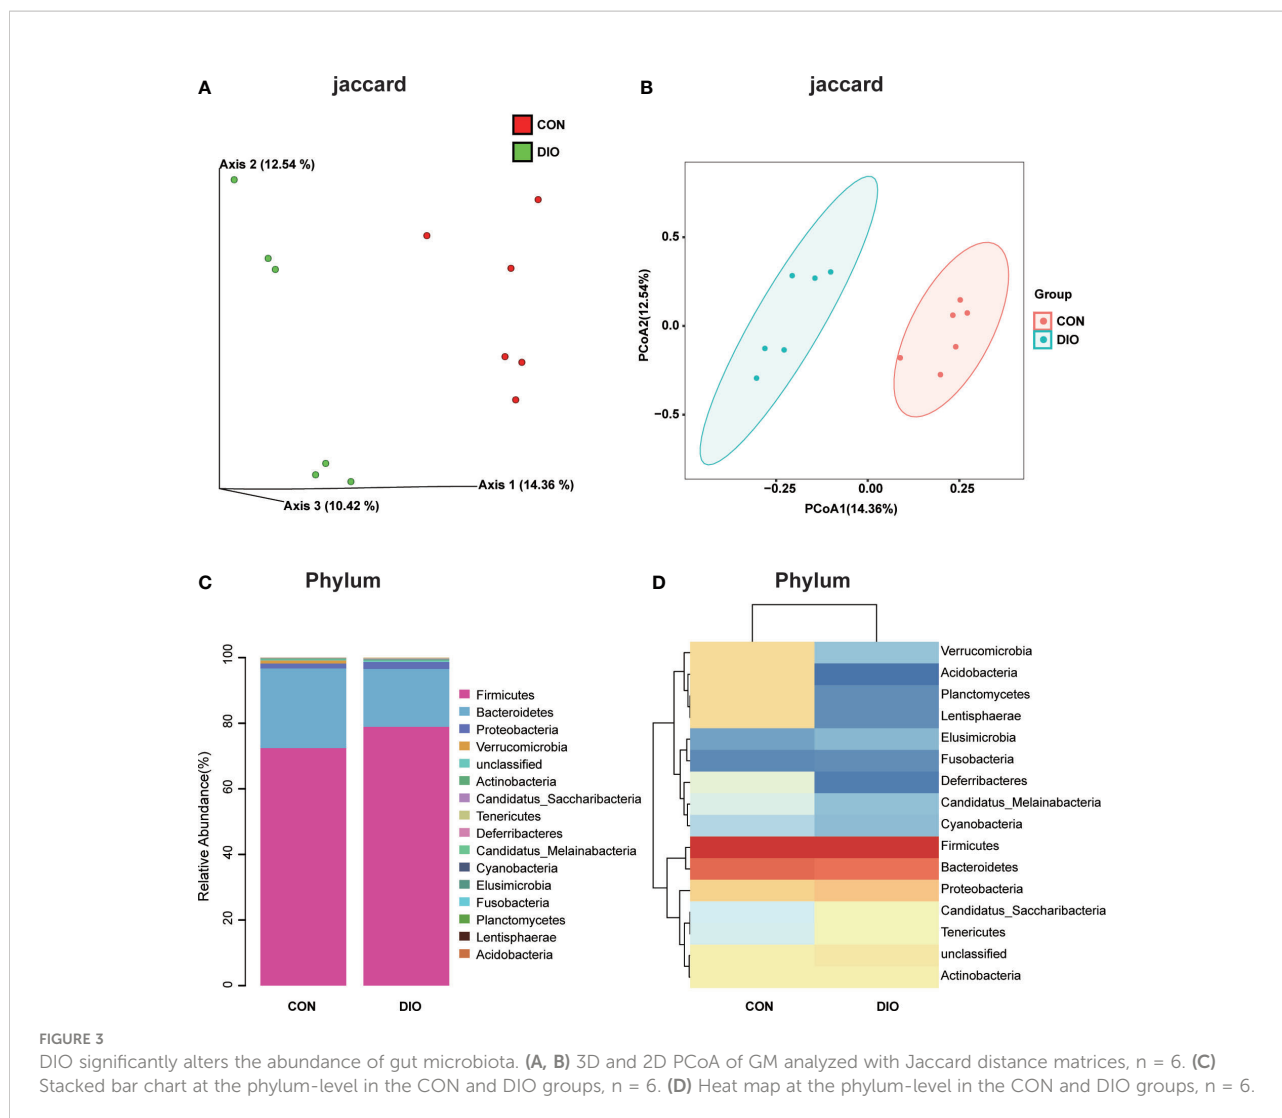 A
jaccard
CON
DIO
Axis 2 (12.54 %)
Axis 1 (14.36 %)
Axis 3 (10.42 %)
B
jaccard
0.5
0.0
−0.5
PCoA2(12.54%)
−0.25
0.00
0.25
PCoA1(14.36%)
Group
CON
DIO
C
Phylum
100
80
60
40
20
0
Relative Abundance(%)
CON
DIO
Firmicutes
Bacteroidetes
Proteobacteria
Verrucomicrobia
unclassified
Actinobacteria
Candidatus_Saccharibacteria
Tenericutes
Deferribacteres
Candidatus_Melainabacteria
Cyanobacteria
Elusimicrobia
Fusobacteria
Planctomycetes
Lentisphaerae
Acidobacteria
D
Phylum
Verrucomicrobia
Acidobacteria
Planctomycetes
Lentisphaerae
Elusimicrobia
Fusobacteria
Deferribacteres
Candidatus_Melainabacteria
Cyanobacteria
Firmicutes
Bacteroidetes
Proteobacteria
Candidatus_Saccharibacteria
Tenericutes
unclassified
Actinobacteria
CON
DIO
FIGURE 3
DIO significantly alters the abundance of gut microbiota. (A, B) 3D and 2D PCoA of GM analyzed with Jaccard distance matrices, n = 6. (C)
Stacked bar chart at the phylum-level in the CON and DIO groups, n = 6. (D) Heat map at the phylum-level in the CON and DIO groups, n = 6.